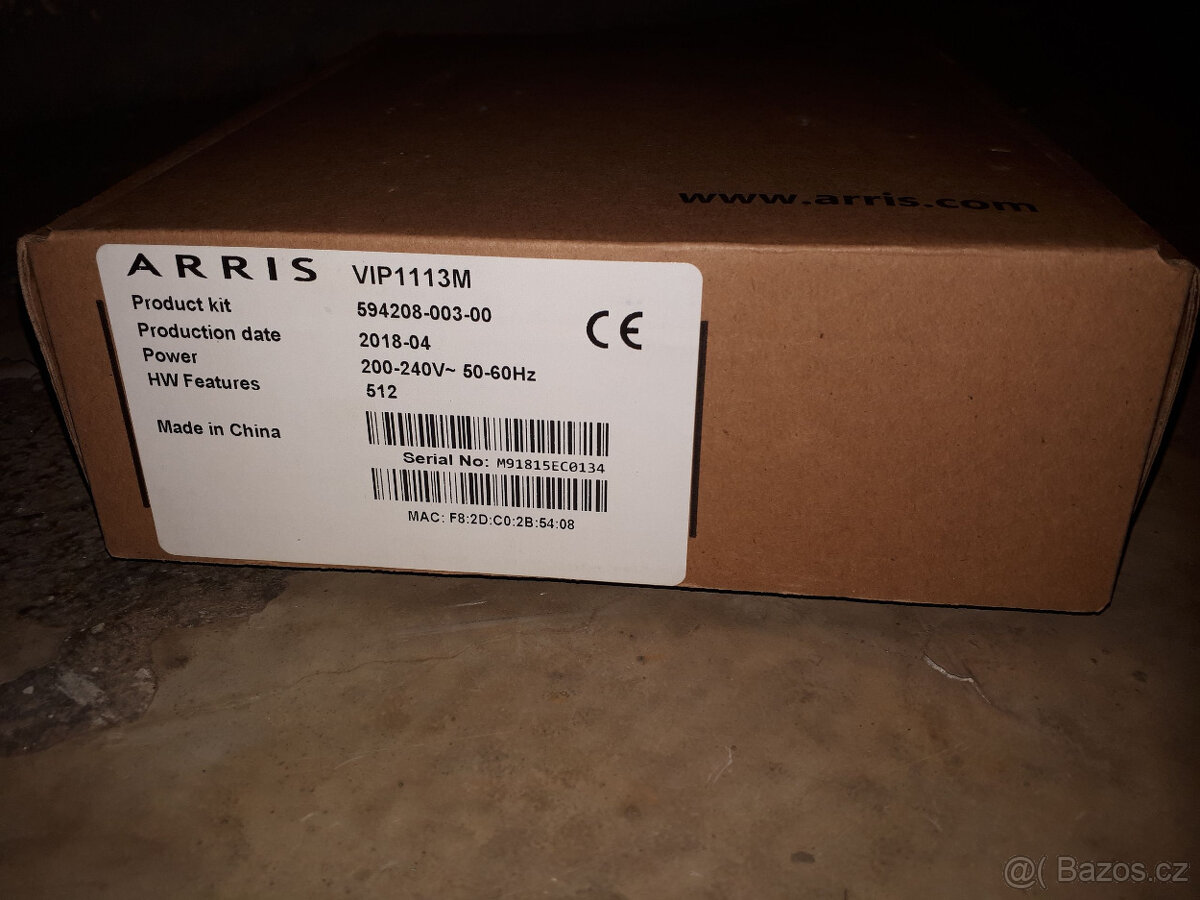 www.arris.com
ARRIS VIP1113M
Product kit 594208-003-00
Production date 2018-04
Power 200-240V~ 50-60Hz
HW Features 512
CE
Made in China
Serial No: M91815EC0134
MAC: F8:2D:C0:2B:54:08
@( Bazos.cz